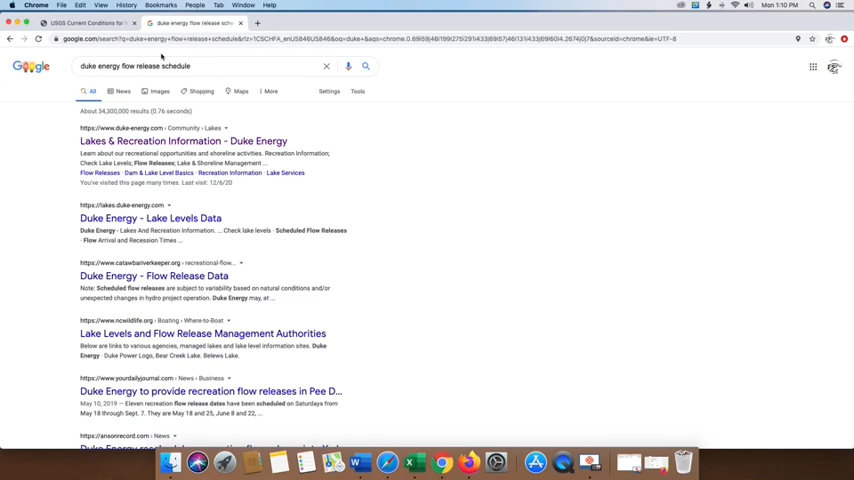 Chrome File Edit View History Bookmarks People Tab Window Help
Mon 1:10 PM
USGS Current Conditions for N
duke energy flow release sche
google.com/search?q=duke+energy+flow+release+schedule&rlz=1C5CHFA_enUS846US846&oq=duke+&aqs=chrome.0.69i59j46i199i275i291i433j69i57j46i131i433j69i60l4.2674j0j7&sourceid=chrome&ie=UTF-8
Google
duke energy flow release schedule
All News Images Shopping Maps More Settings Tools
About 34,300,000 results (0.76 seconds)
https://www.duke-energy.com › Community › Lakes
Lakes & Recreation Information - Duke Energy
Learn about our recreational opportunities and shoreline activities. Recreation Information;
Check Lake Levels; Flow Releases; Lake & Shoreline Management ...
Flow Releases · Dam & Lake Level Basics · Recreation Information · Lake Services
You've visited this page many times. Last visit: 12/6/20
https://lakes.duke-energy.com
Duke Energy - Lake Levels Data
Duke Energy - Lakes And Recreation Information. ... Check lake levels · Scheduled Flow Releases
· Flow Arrival and Recession Times ...
https://www.catawbariverkeeper.org › recreational-flow...
Duke Energy - Flow Release Data
Note: Scheduled flow releases are subject to variability based on natural conditions and/or
unexpected changes in hydro project operation. Duke Energy may, at ...
https://www.ncwildlife.org › Boating › Where-to-Boat
Lake Levels and Flow Release Management Authorities
Below are links to various agencies, managed lakes and lake level information sites. Duke
Energy · Duke Power Logo, Bear Creek Lake. Belews Lake.
https://www.yourdailyjournal.com › News › Business
Duke Energy to provide recreation flow releases in Pee D...
May 10, 2019 — Eleven recreation flow release dates have been scheduled on Saturdays from
May 18 through Sept. 7. They are May 18 and 25, June 8 and 22, ...
https://ansonrecord.com › News